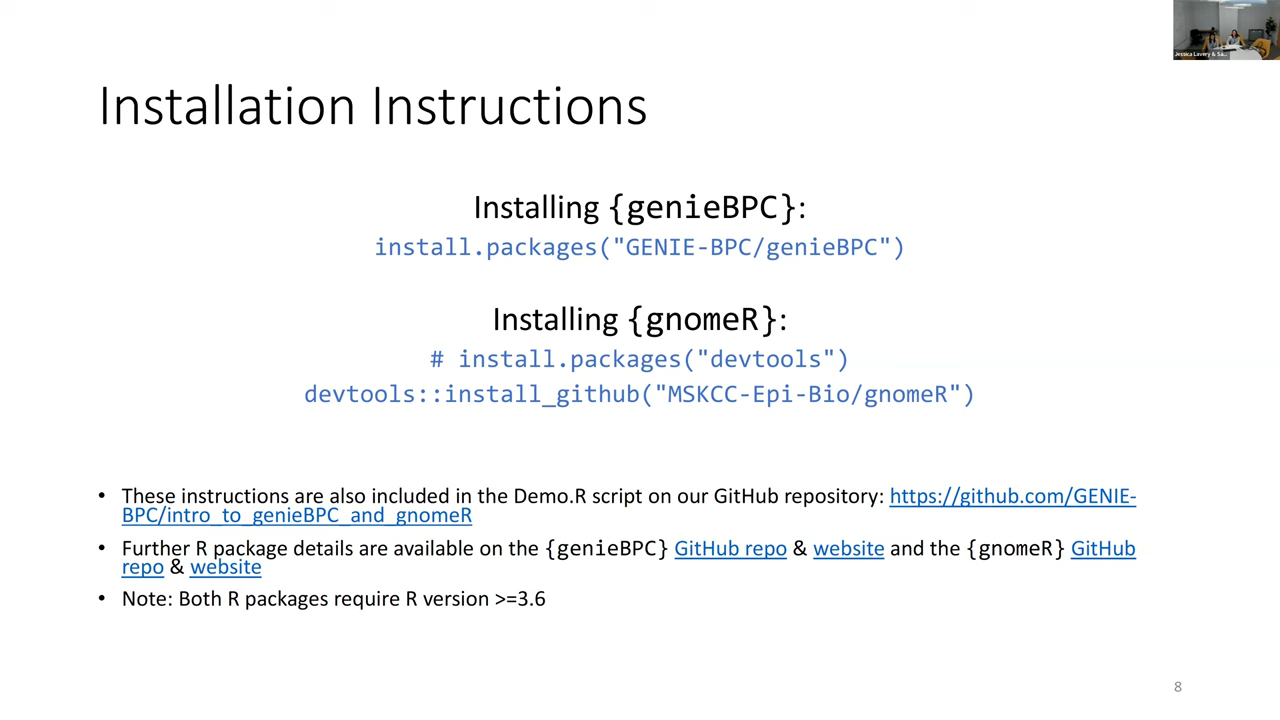 Jessica Lavery & Sa...
Installation Instructions
Installing {genieBPC}:
install.packages("GENIE-BPC/genieBPC")
Installing {gnomeR}:
# install.packages("devtools")
devtools::install_github("MSKCC-Epi-Bio/gnomeR")
• These instructions are also included in the Demo.R script on our GitHub repository: https://github.com/GENIE-
BPC/intro_to_genieBPC_and_gnomeR
• Further R package details are available on the {genieBPC} GitHub repo & website and the {gnomeR} GitHub
repo & website
• Note: Both R packages require R version >=3.6
8